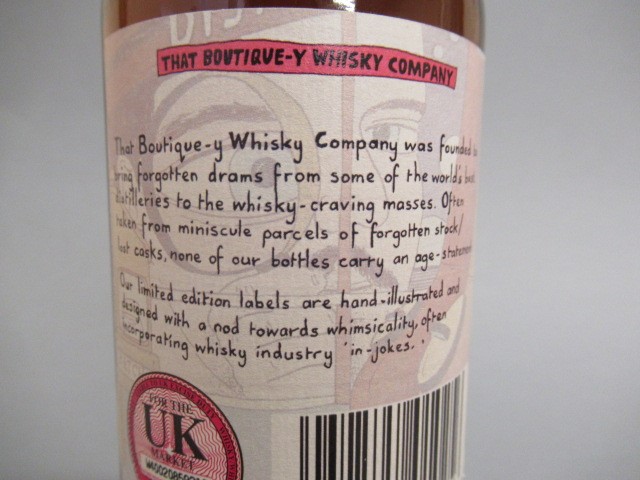 DIST
THAT BOUTIQUE-Y WHISKY COMPANY
That Boutique-y Whisky Company was founded to
bring forgotten drams from some of the world's best
distilleries to the whisky-craving masses. Often
taken from miniscule parcels of forgotten stock/
lost casks, none of our bottles carry an age-statement
Our limited edition labels are hand-illustrated and
designed with a nod towards whimsicality, often
incorporating whisky industry 'in-jokes.'
FOR THE
UK
MARKET